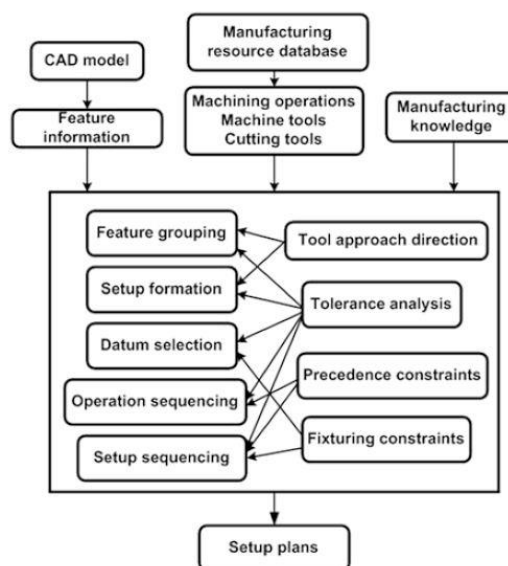 Manufacturing
resource database
CAD model
Machining operations
Machine tools
Cutting tools
Manufacturing
knowledge
Feature
information
Feature grouping
Tool approach direction
Setup formation
Tolerance analysis
Datum selection
Precedence constraints
Operation sequencing
Fixturing constraints
Setup sequencing
Setup plans